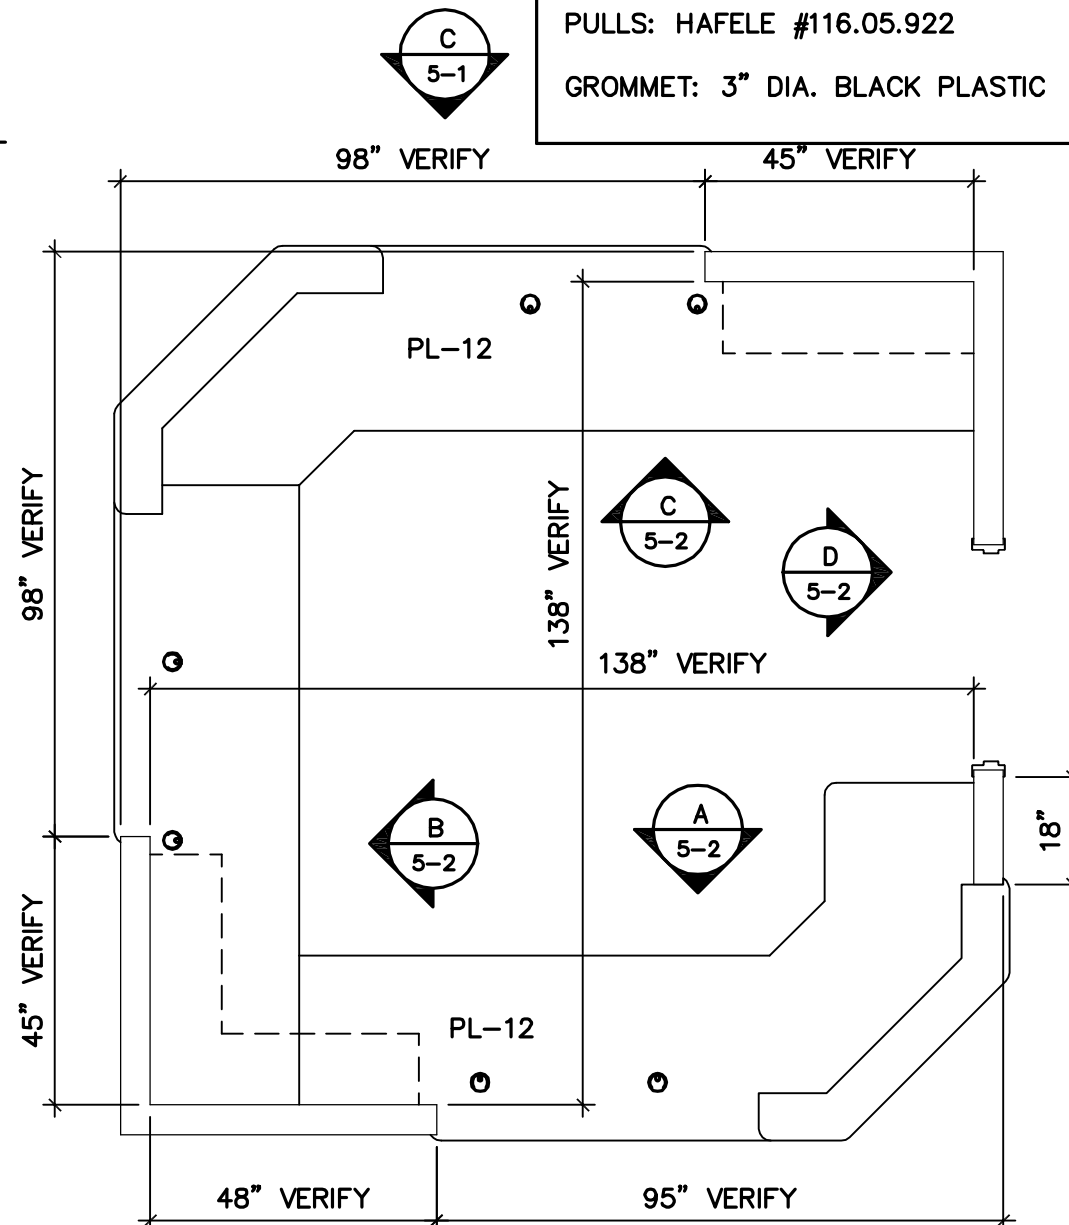 PULLS: HAFELE #116.05.922
C
5-1
GROMMET: 3" DIA. BLACK PLASTIC
98" VERIFY
45" VERIFY
PL-12
98" VERIFY
138" VERIFY
C
5-2
D
5-2
138" VERIFY
B
5-2
A
5-2
18"
45" VERIFY
PL-12
48" VERIFY
95" VERIFY